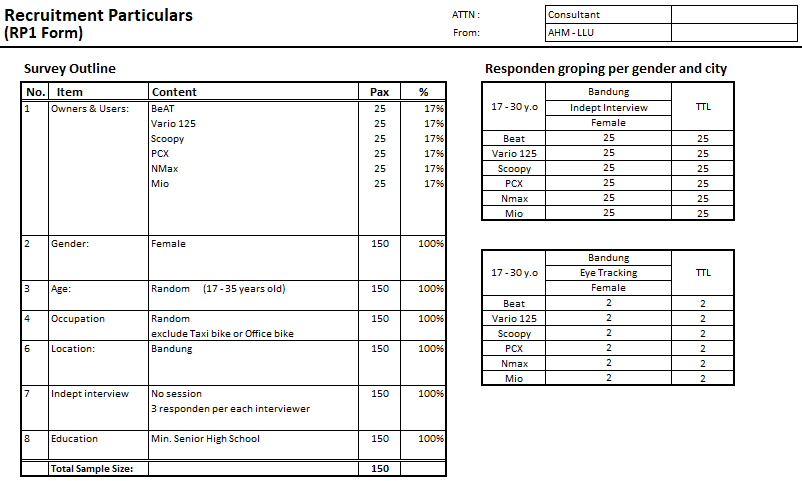 Recruitment Particulars
(RP1 Form)
ATTN : Consultant
From: AHM - LLU
Survey Outline
No. Item Content Pax %
1 Owners & Users: BeAT 25 17%
Vario 125 25 17%
Scoopy 25 17%
PCX 25 17%
NMax 25 17%
Mio 25 17%
2 Gender: Female 150 100%
3 Age: Random (17 - 35 years old) 150 100%
4 Occupation Random 150 100%
exclude Taxi bike or Office bike
6 Location: Bandung 150 100%
7 Indept interview No session 150 100%
3 responden per each interviewer
8 Education Min. Senior High School 150 100%
Total Sample Size: 150
Responden groping per gender and city
Bandung
17 - 30 y.o Indept Interview TTL
Female
Beat 25 25
Vario 125 25 25
Scoopy 25 25
PCX 25 25
Nmax 25 25
Mio 25 25
Bandung
17 - 30 y.o Eye Tracking TTL
Female
Beat 2 2
Vario 125 2 2
Scoopy 2 2
PCX 2 2
Nmax 2 2
Mio 2 2